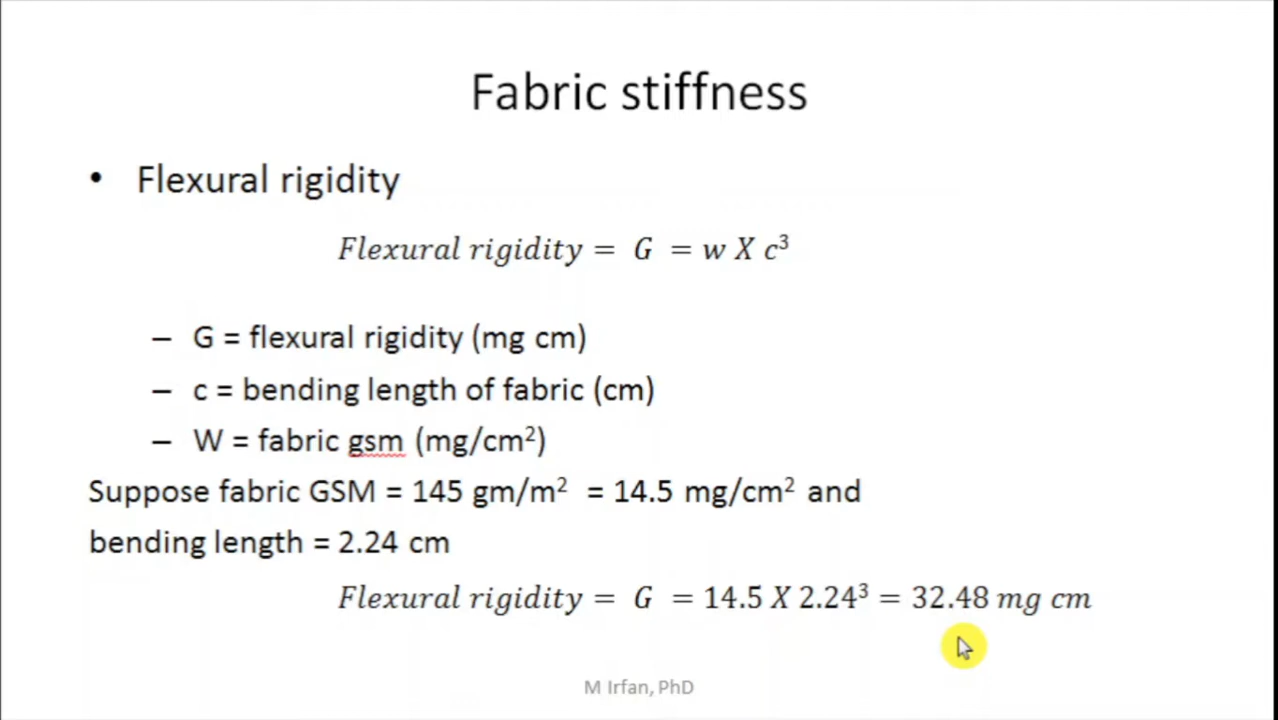 Fabric stiffness
• Flexural rigidity
Flexural rigidity = G = w X c³
– G = flexural rigidity (mg cm)
– c = bending length of fabric (cm)
– W = fabric gsm (mg/cm²)
Suppose fabric GSM = 145 gm/m² = 14.5 mg/cm² and
bending length = 2.24 cm
Flexural rigidity = G = 14.5 X 2.24³ = 32.48 mg cm
M Irfan, PhD